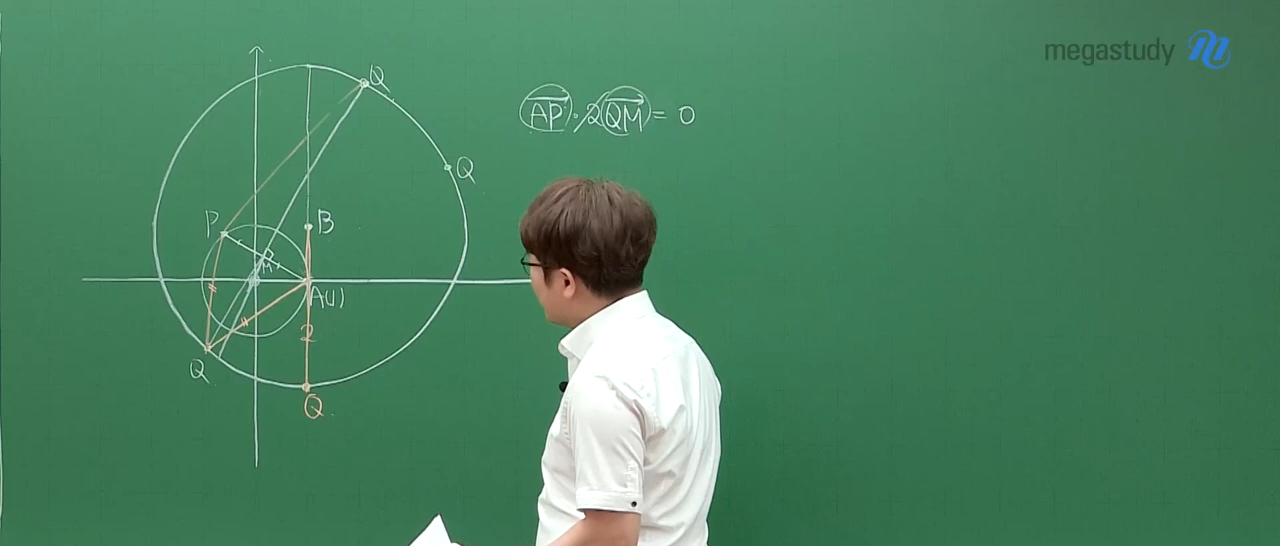 megastudy
Q
AP · 2QM = 0
Q
P
B
M
A(1)
2
Q
Q